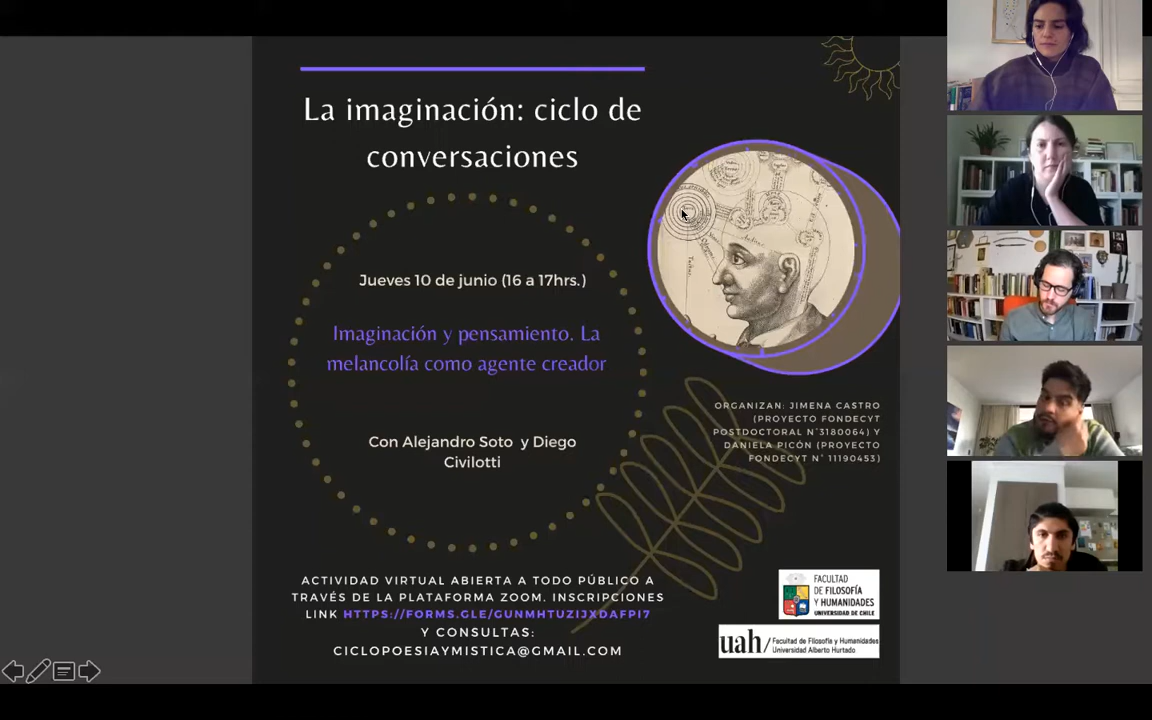 La imaginación: ciclo de
conversaciones
Jueves 10 de junio (16 a 17hrs.)
Imaginación y pensamiento. La
melancolía como agente creador
Con Alejandro Soto y Diego
Civilotti
ORGANIZAN: JIMENA CASTRO
(PROYECTO FONDECYT
POSTDOCTORAL N°3180064) Y
DANIELA PICÓN (PROYECTO
FONDECYT N° 11190453)
ACTIVIDAD VIRTUAL ABIERTA A TODO PÚBLICO A
TRAVÉS DE LA PLATAFORMA ZOOM. INSCRIPCIONES
LINK HTTPS://FORMS.GLE/GUNMHTUZIJXDAFPI7
Y CONSULTAS:
CICLOPOESIAYMISTICA@GMAIL.COM
FACULTAD
DE FILOSOFÍA
Y HUMANIDADES
UNIVERSIDAD DE CHILE
uah/ Facultad de Filosofía y Humanidades
Universidad Alberto Hurtado